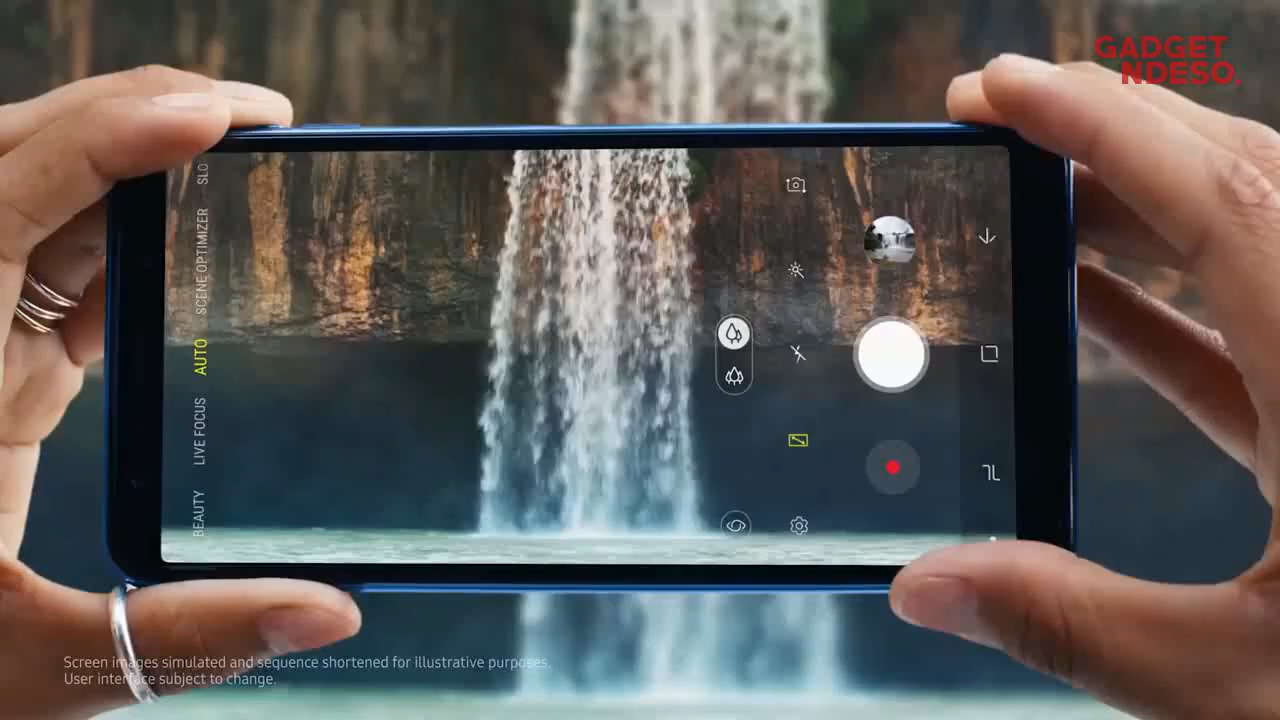 GADGET
NDESO.
SLO
SCENE OPTIMIZER
AUTO
LIVE FOCUS
BEAUTY
Screen images simulated and sequence shortened for illustrative purposes.
User interface subject to change.